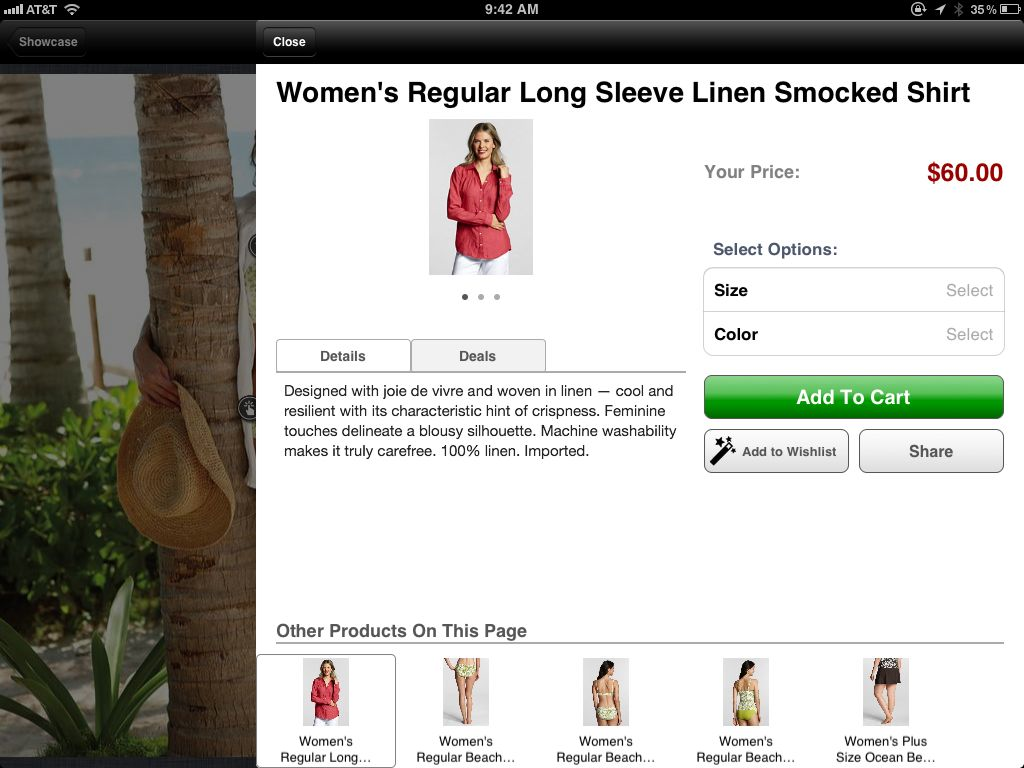 AT&T 9:42 AM 35%
Showcase
Close
Women's Regular Long Sleeve Linen Smocked Shirt
Your Price: $60.00
Select Options:
Size Select
Color Select
Add To Cart
Add to Wishlist Share
Details Deals
Designed with joie de vivre and woven in linen — cool and
resilient with its characteristic hint of crispness. Feminine
touches delineate a blousy silhouette. Machine washability
makes it truly carefree. 100% linen. Imported.
Other Products On This Page
Women's
Regular Long...
Women's
Regular Beach...
Women's
Regular Beach...
Women's
Regular Beach...
Women's Plus
Size Ocean Be...